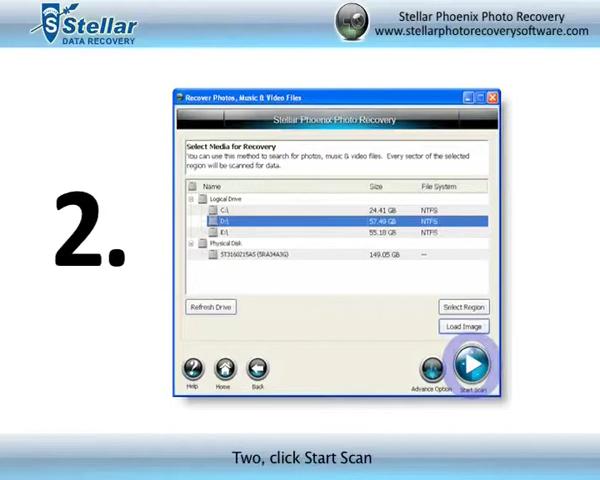 Stellar
DATA RECOVERY
Stellar Phoenix Photo Recovery
www.stellarphotorecoverysoftware.com
2.
Recover Photos, Music & Video Files
Stellar Phoenix Photo Recovery
Select Media for Recovery
You can use this method to search for photos, music & video files. Every sector of the selected
region will be scanned for data.
Name Size File System
Logical Drive
C:\ 24.41 GB NTFS
D:\ 57.49 GB NTFS
E:\ 55.18 GB NTFS
Physical Disk
ST3160215AS (5RA34A3G) 149.05 GB --
Refresh Drive
Select Region
Load Image
Help Home Back Advance Option Start Scan
Two, click Start Scan